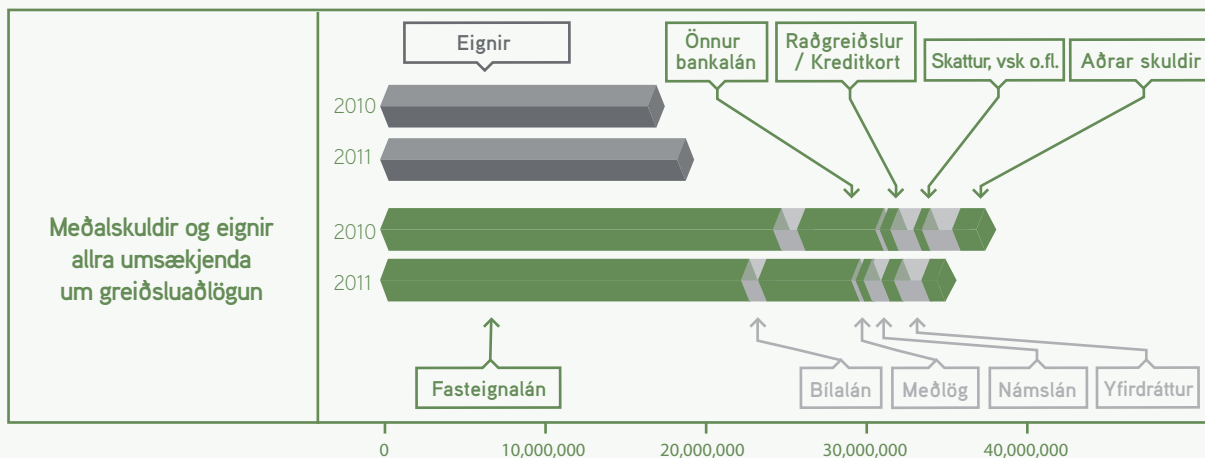 Meðalskuldir og eignir
allra umsækjenda
um greiðsluaðlögun
Eignir
Önnur
bankalán
Raðgreiðslur
/ Kreditkort
Skattur, vsk o.fl.
Aðrar skuldir
2010
2011
2010
2011
Fasteignalán
Bílalán
Meðlög
Námslán
Yfirdráttur
0
10,000,000
20,000,000
30,000,000
40,000,000